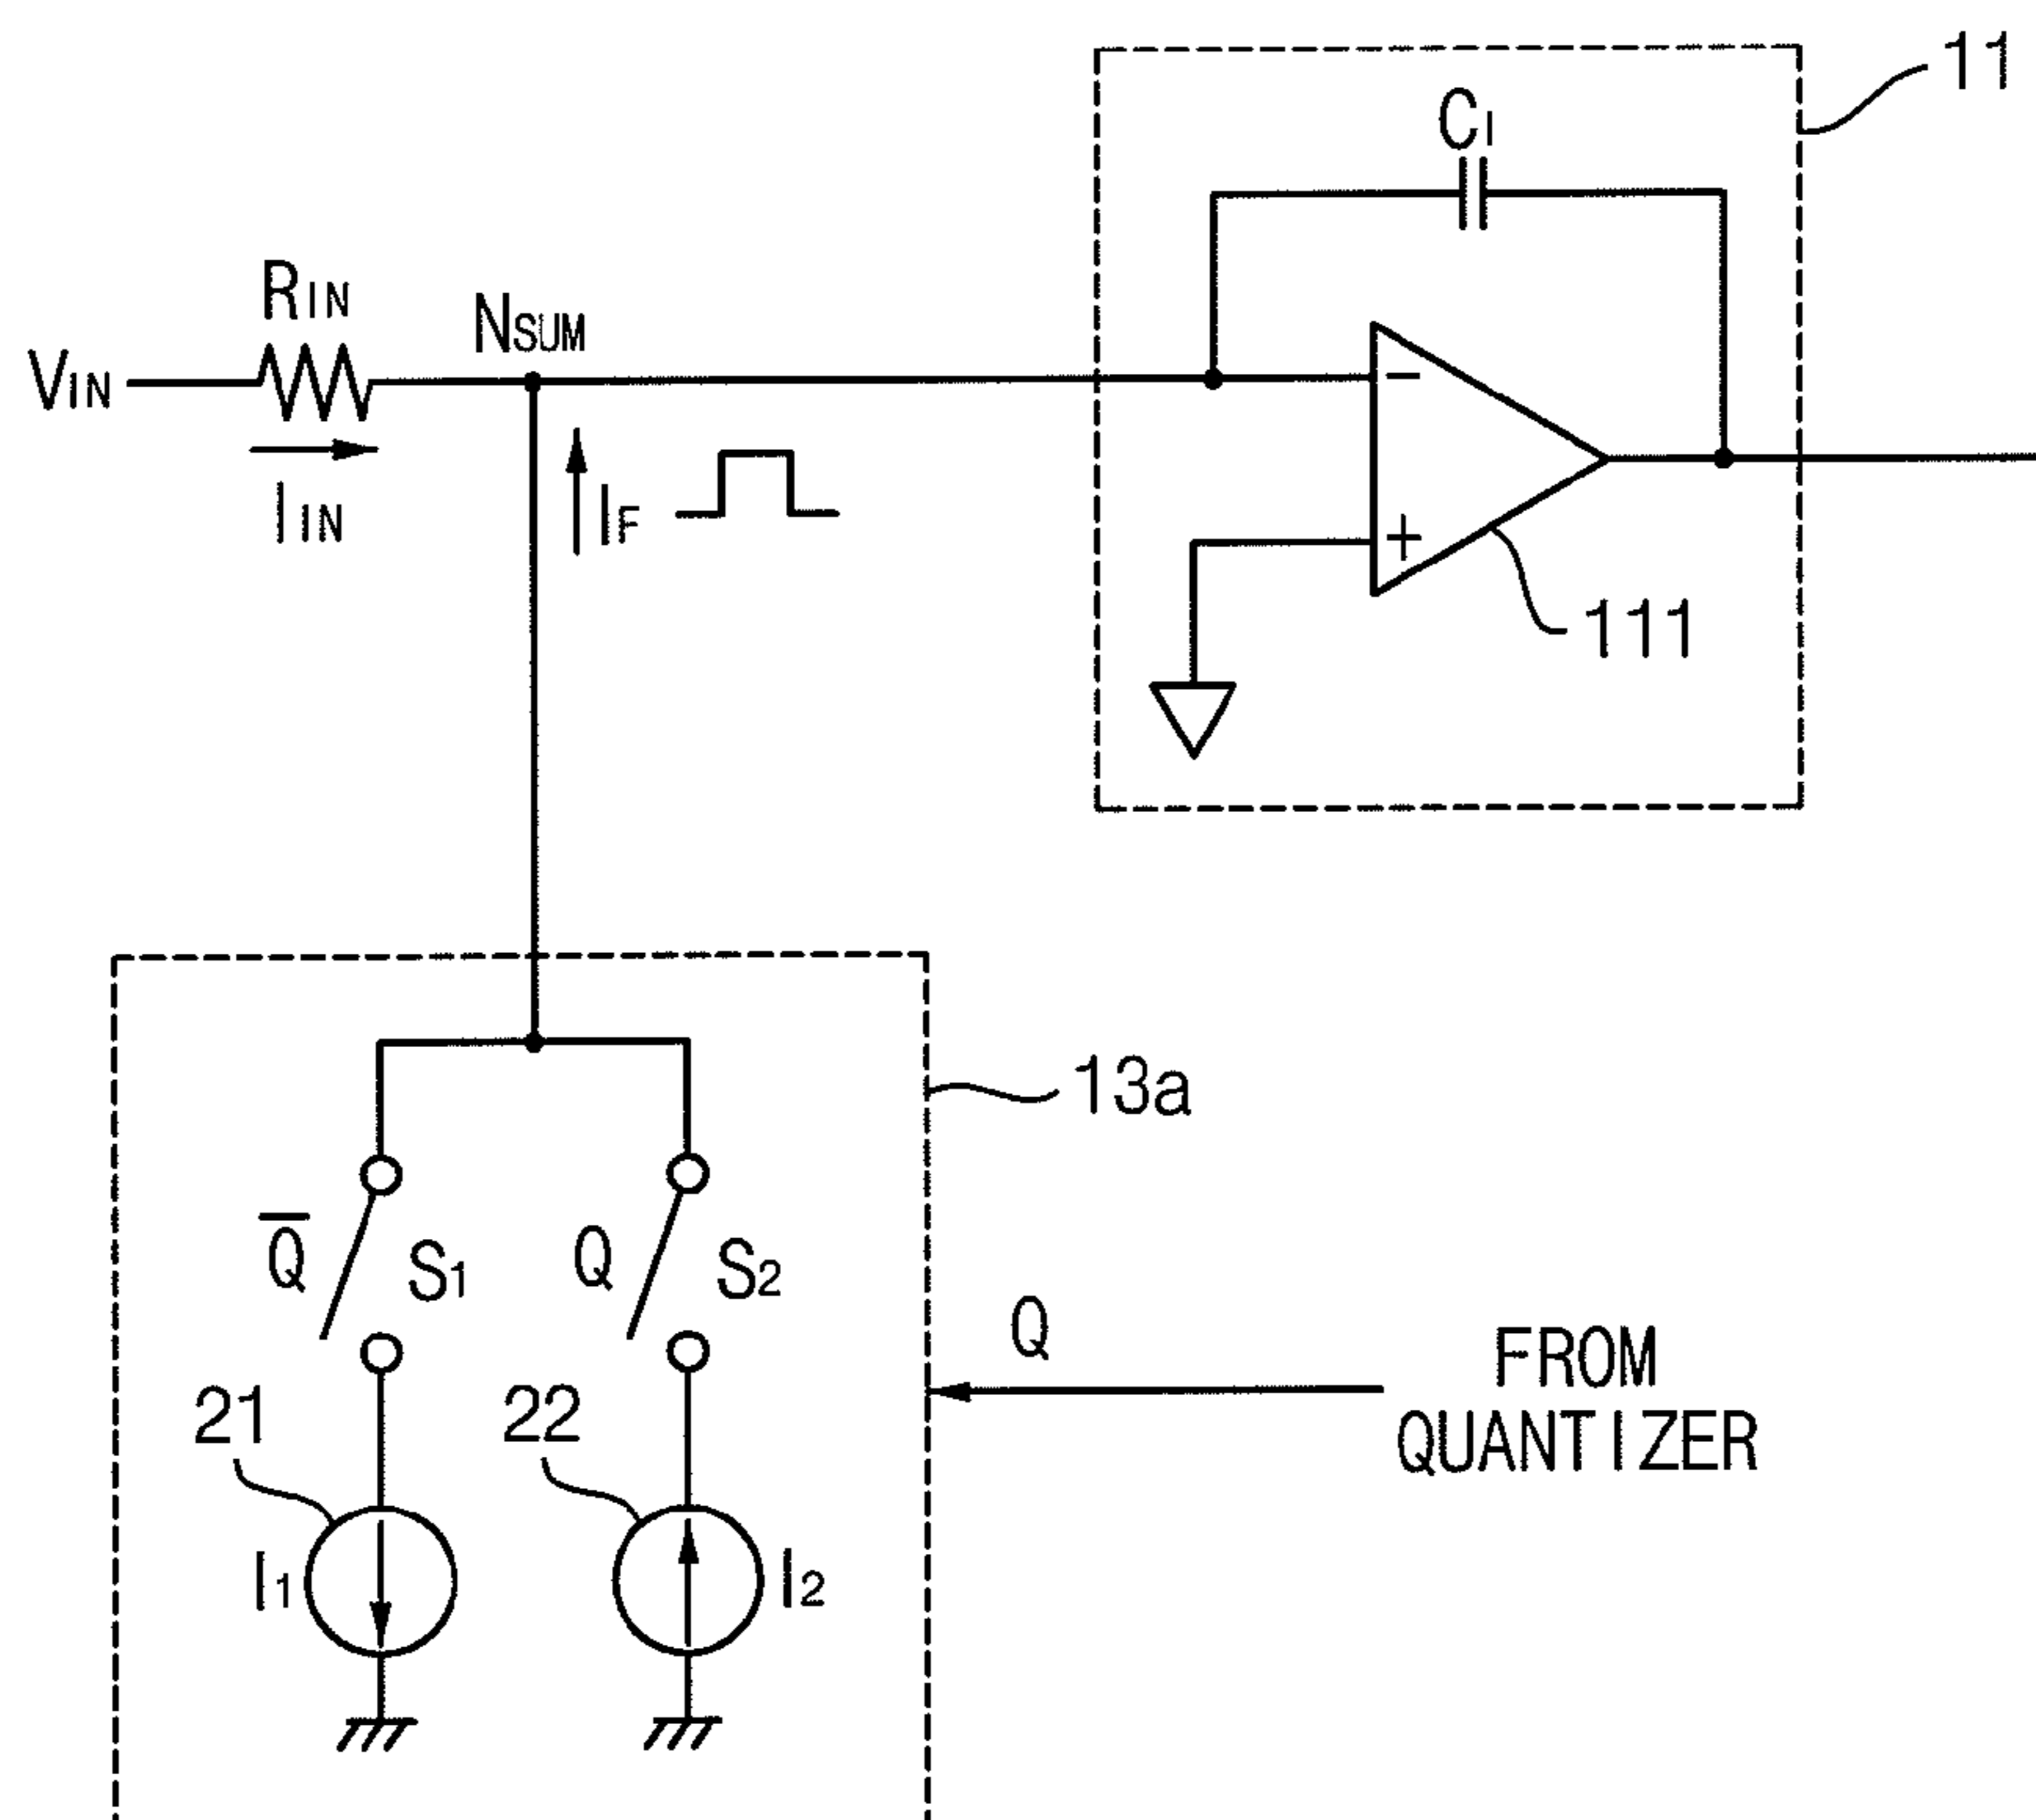 11
CI
RIN
NSUM
VIN
IIN
IF
−
+
111
13a
Q̅
S1
Q
S2
Q
FROM
QUANTIZER
21
22
I1
I2